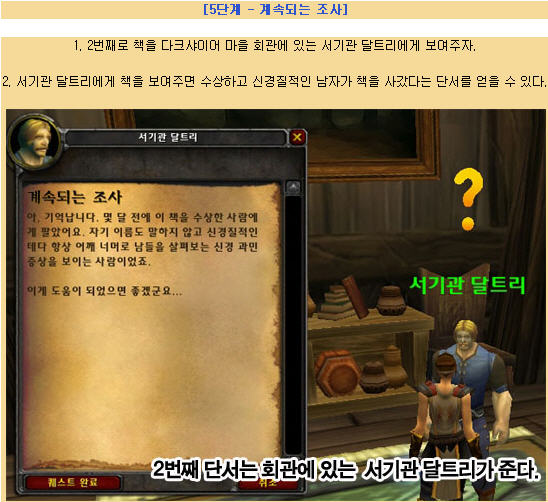 [5단계 - 계속되는 조사]
1. 2번째로 책을 다크샤이어 마을 회관에 있는 서기관 달트리에게 보여주자.
2. 서기관 달트리에게 책을 보여주면 수상하고 신경질적인 남자가 책을 사갔다는 단서를 얻을 수 있다.
서기관 달트리
계속되는 조사
아, 기억납니다. 몇 달 전에 이 책을 수상한 사람에
게 팔았어요. 자기 이름도 말하지 않고 신경질적인
데다 항상 어깨 너머로 남들을 살펴보는 신경 과민
증상을 보이는 사람이었죠.
이게 도움이 되었으면 좋겠군요...
?
서기관 달트리
퀘스트 완료
취소
2번째 단서는 회관에 있는 서기관 달트리가 준다.